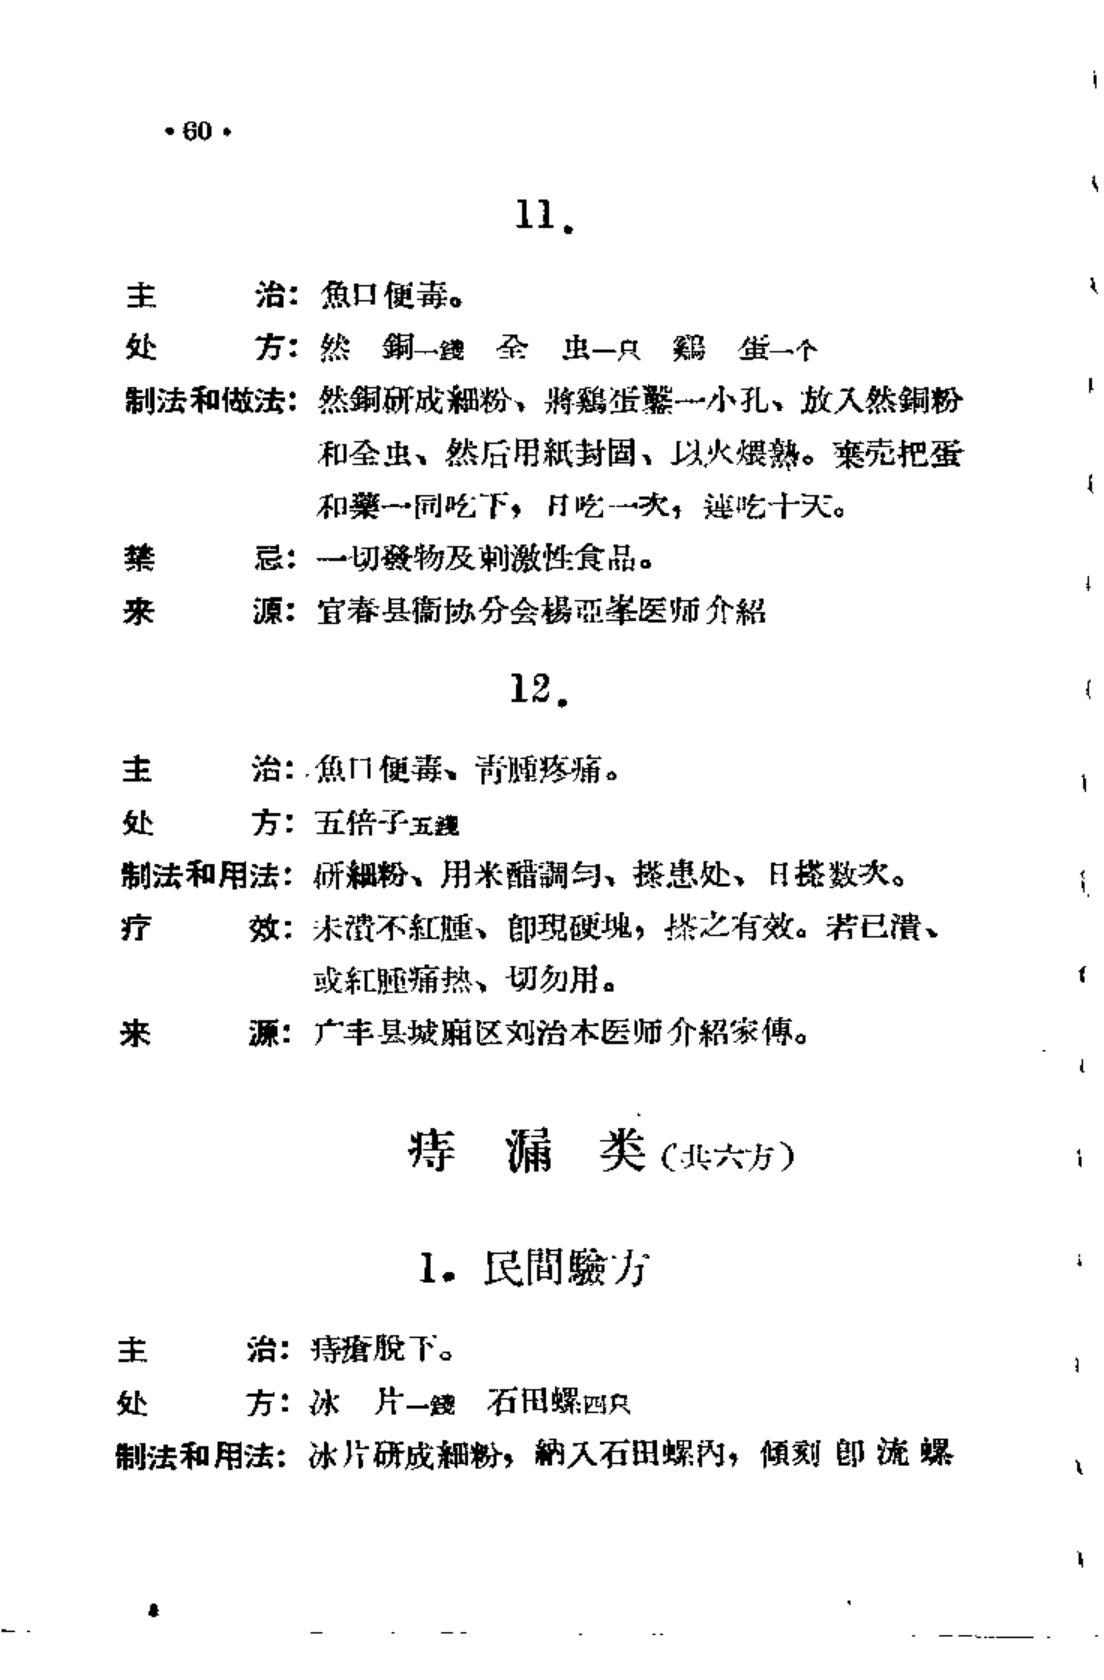 •60•
11.
主　　治：魚口便毒。
处　　方：然　銅一錢　全　虫一只　鷄　蛋一个
制法和做法：然銅研成細粉、將鷄蛋鑿一小孔、放入然銅粉
和全虫、然后用紙封固、以火煨熟。棄壳把蛋
和藥一同吃下，日吃一次，連吃十天。
禁　　忌：一切發物及刺激性食品。
来　　源：宜春县衞协分会楊亞峯医师介紹
12.
主　　治：魚口便毒、青腫疼痛。
处　　方：五倍子五錢
制法和用法：研細粉、用米醋調匀、搽患处、日搽数次。
疗　　效：未潰不紅腫、卽現硬塊，搽之有效。若已潰、
或紅腫痛热、切勿用。
来　　源：广丰县城廂区刘治本医师介紹家傳。
痔　漏　类（共六方）
1. 民間驗方
主　　治：痔瘡脫下。
处　　方：冰　片一錢　石田螺四只
制法和用法：冰片研成細粉，納入石田螺內，傾刻卽流螺